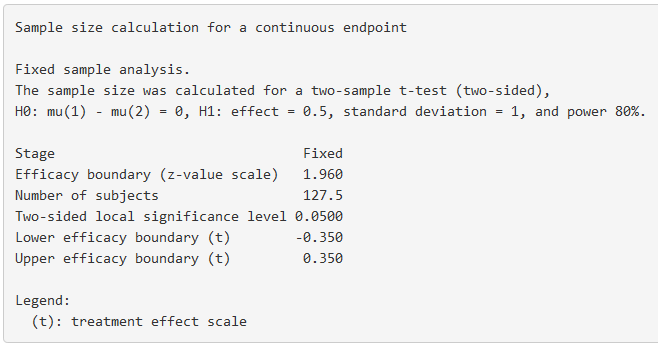 Sample size calculation for a continuous endpoint
Fixed sample analysis.
The sample size was calculated for a two-sample t-test (two-sided),
H0: mu(1) - mu(2) = 0, H1: effect = 0.5, standard deviation = 1, and power 80%.
Stage Fixed
Efficacy boundary (z-value scale) 1.960
Number of subjects 127.5
Two-sided local significance level 0.0500
Lower efficacy boundary (t) -0.350
Upper efficacy boundary (t) 0.350
Legend:
(t): treatment effect scale